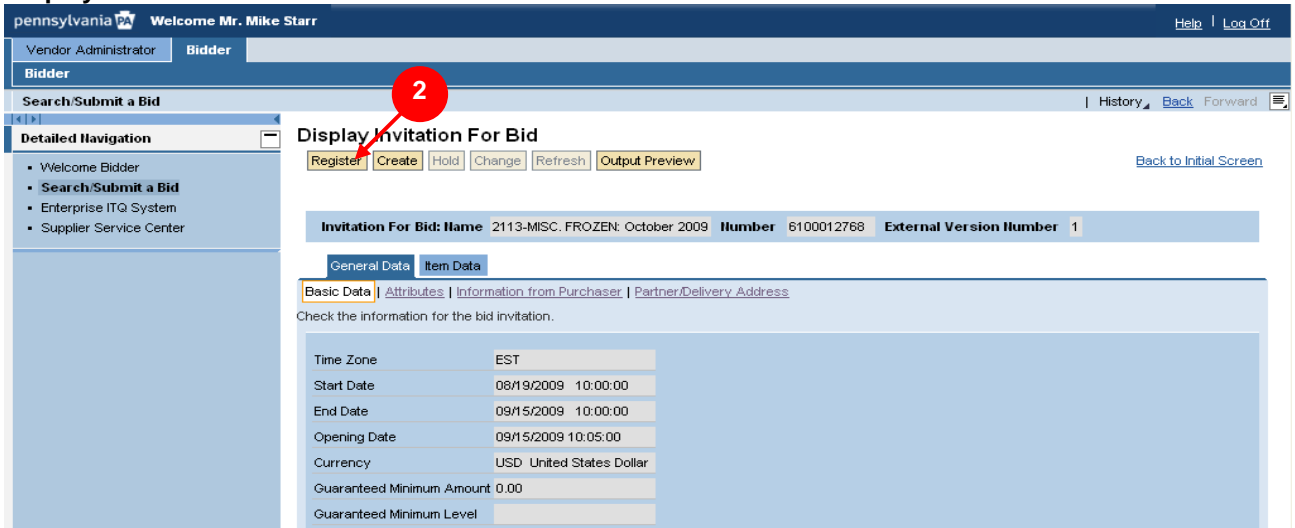 pennsylvania PA Welcome Mr. Mike Starr Help | Log Off
Vendor Administrator Bidder
Bidder
Search/Submit a Bid | History Back Forward
2
Detailed Navigation
• Welcome Bidder
• Search/Submit a Bid
• Enterprise ITQ System
• Supplier Service Center
Display Invitation For Bid
Register Create Hold Change Refresh Output Preview Back to Initial Screen
Invitation For Bid: Name 2113-MISC. FROZEN: October 2009 Number 6100012768 External Version Number 1
General Data Item Data
Basic Data | Attributes | Information from Purchaser | Partner/Delivery Address
Check the information for the bid invitation.
Time Zone EST
Start Date 08/19/2009 10:00:00
End Date 09/15/2009 10:00:00
Opening Date 09/15/2009 10:05:00
Currency USD United States Dollar
Guaranteed Minimum Amount 0.00
Guaranteed Minimum Level